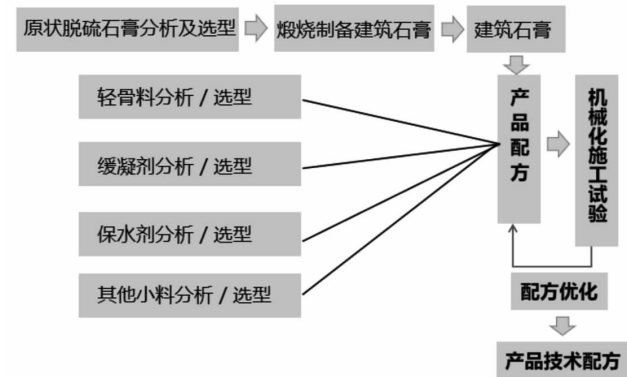 原状脱硫石膏分析及选型
煅烧制备建筑石膏
建筑石膏
轻骨料分析 / 选型
缓凝剂分析 / 选型
保水剂分析 / 选型
其他小料分析 / 选型
产品配方
机械化施工试验
配方优化
产品技术配方